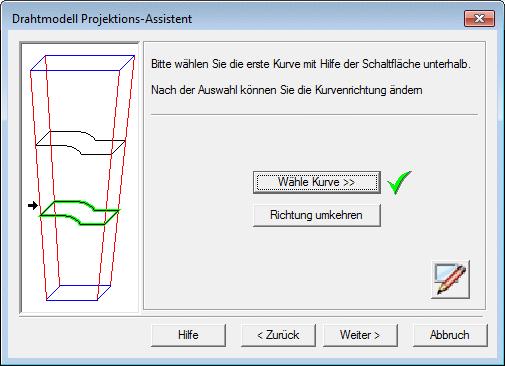 Drahtmodell Projektions-Assistent
Bitte wählen Sie die erste Kurve mit Hilfe der Schaltfläche unterhalb.
Nach der Auswahl können Sie die Kurvenrichtung ändern
Wähle Kurve >>
Richtung umkehren
Hilfe
< Zurück
Weiter >
Abbruch